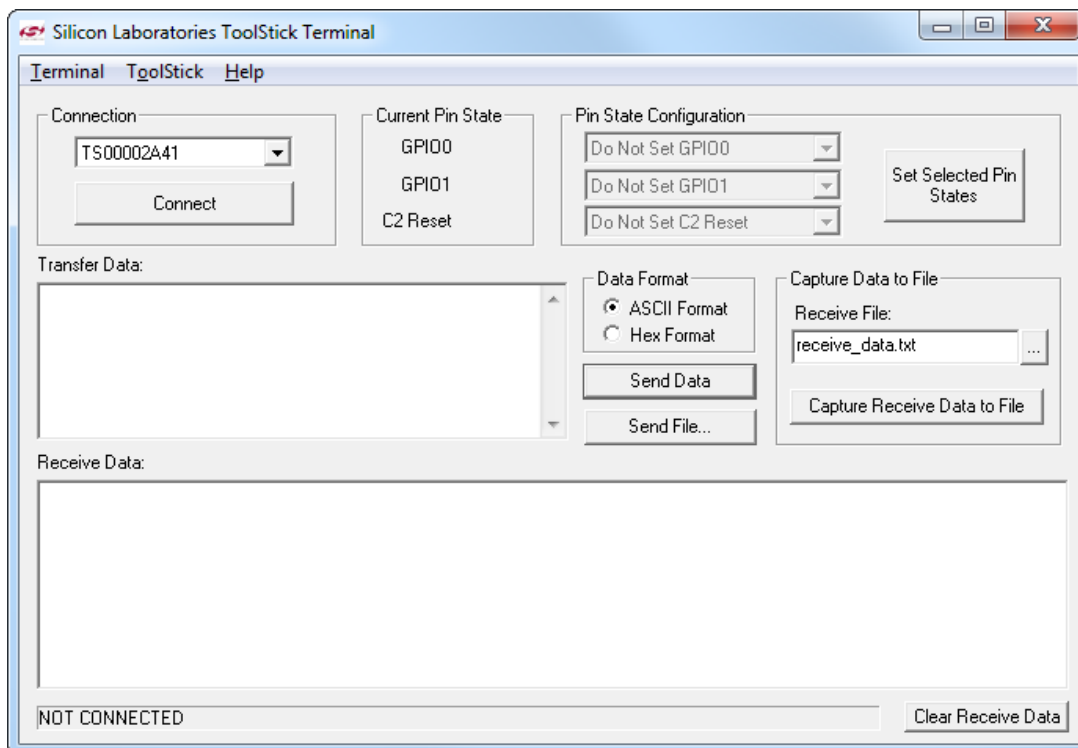 Silicon Laboratories ToolStick Terminal
Terminal ToolStick Help
Connection
TS00002A41
Connect
Current Pin State
GPIO0
GPIO1
C2 Reset
Pin State Configuration
Do Not Set GPIO0
Do Not Set GPIO1
Do Not Set C2 Reset
Set Selected Pin
States
Transfer Data:
Data Format
ASCII Format
Hex Format
Send Data
Send File...
Capture Data to File
Receive File:
receive_data.txt
...
Capture Receive Data to File
Receive Data:
NOT CONNECTED
Clear Receive Data